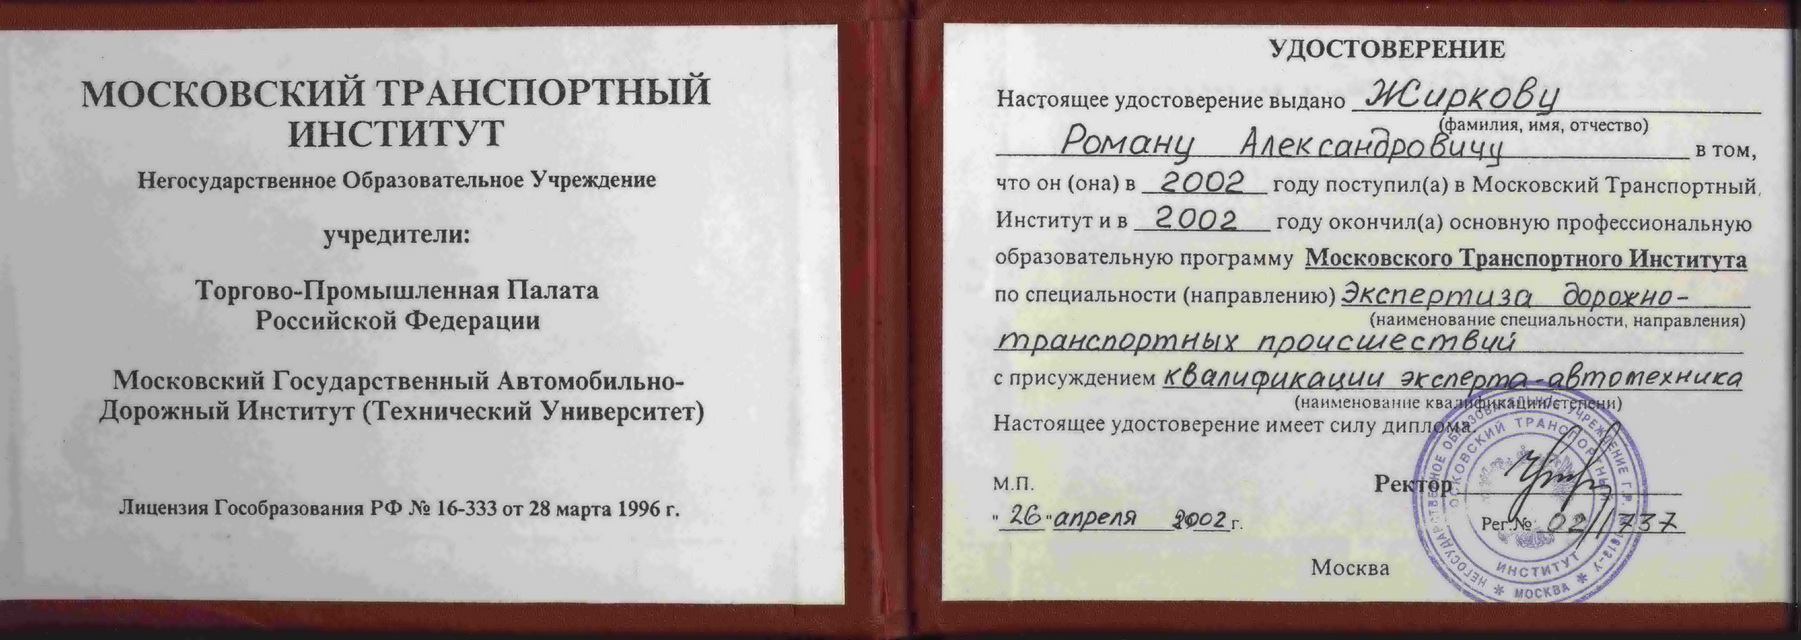 МОСКОВСКИЙ ТРАНСПОРТНЫЙ
ИНСТИТУТ
Негосударственное Образовательное Учреждение
учредители:
Торгово-Промышленная Палата
Российской Федерации
Московский Государственный Автомобильно-
Дорожный Институт (Технический Университет)
Лицензия Гособразования РФ № 16-333 от 28 марта 1996 г.
УДОСТОВЕРЕНИЕ
Настоящее удостоверение выдано Жиркову
(фамилия, имя, отчество)
Роману Александровичу в том,
что он (она) в 2002 году поступил(а) в Московский Транспортный
Институт и в 2002 году окончил(а) основную профессиональную
образовательную программу Московского Транспортного Института
по специальности (направлению) Экспертиза дорожно-
(наименование специальности, направления)
транспортных происшествий
с присуждением квалификации эксперта-автотехника
(наименование квалификации/степени)
Настоящее удостоверение имеет силу диплома.
М.П.
Ректор
"26" апреля 2002 г.
Рег.№ 02/1737
Москва
МОСКОВСКИЙ ТРАНСПОРТНЫЙ
ИНСТИТУТ
НЕГОСУДАРСТВЕННОЕ ОБРАЗОВАТЕЛЬНОЕ УЧРЕЖДЕНИЕ
* МОСКВА *